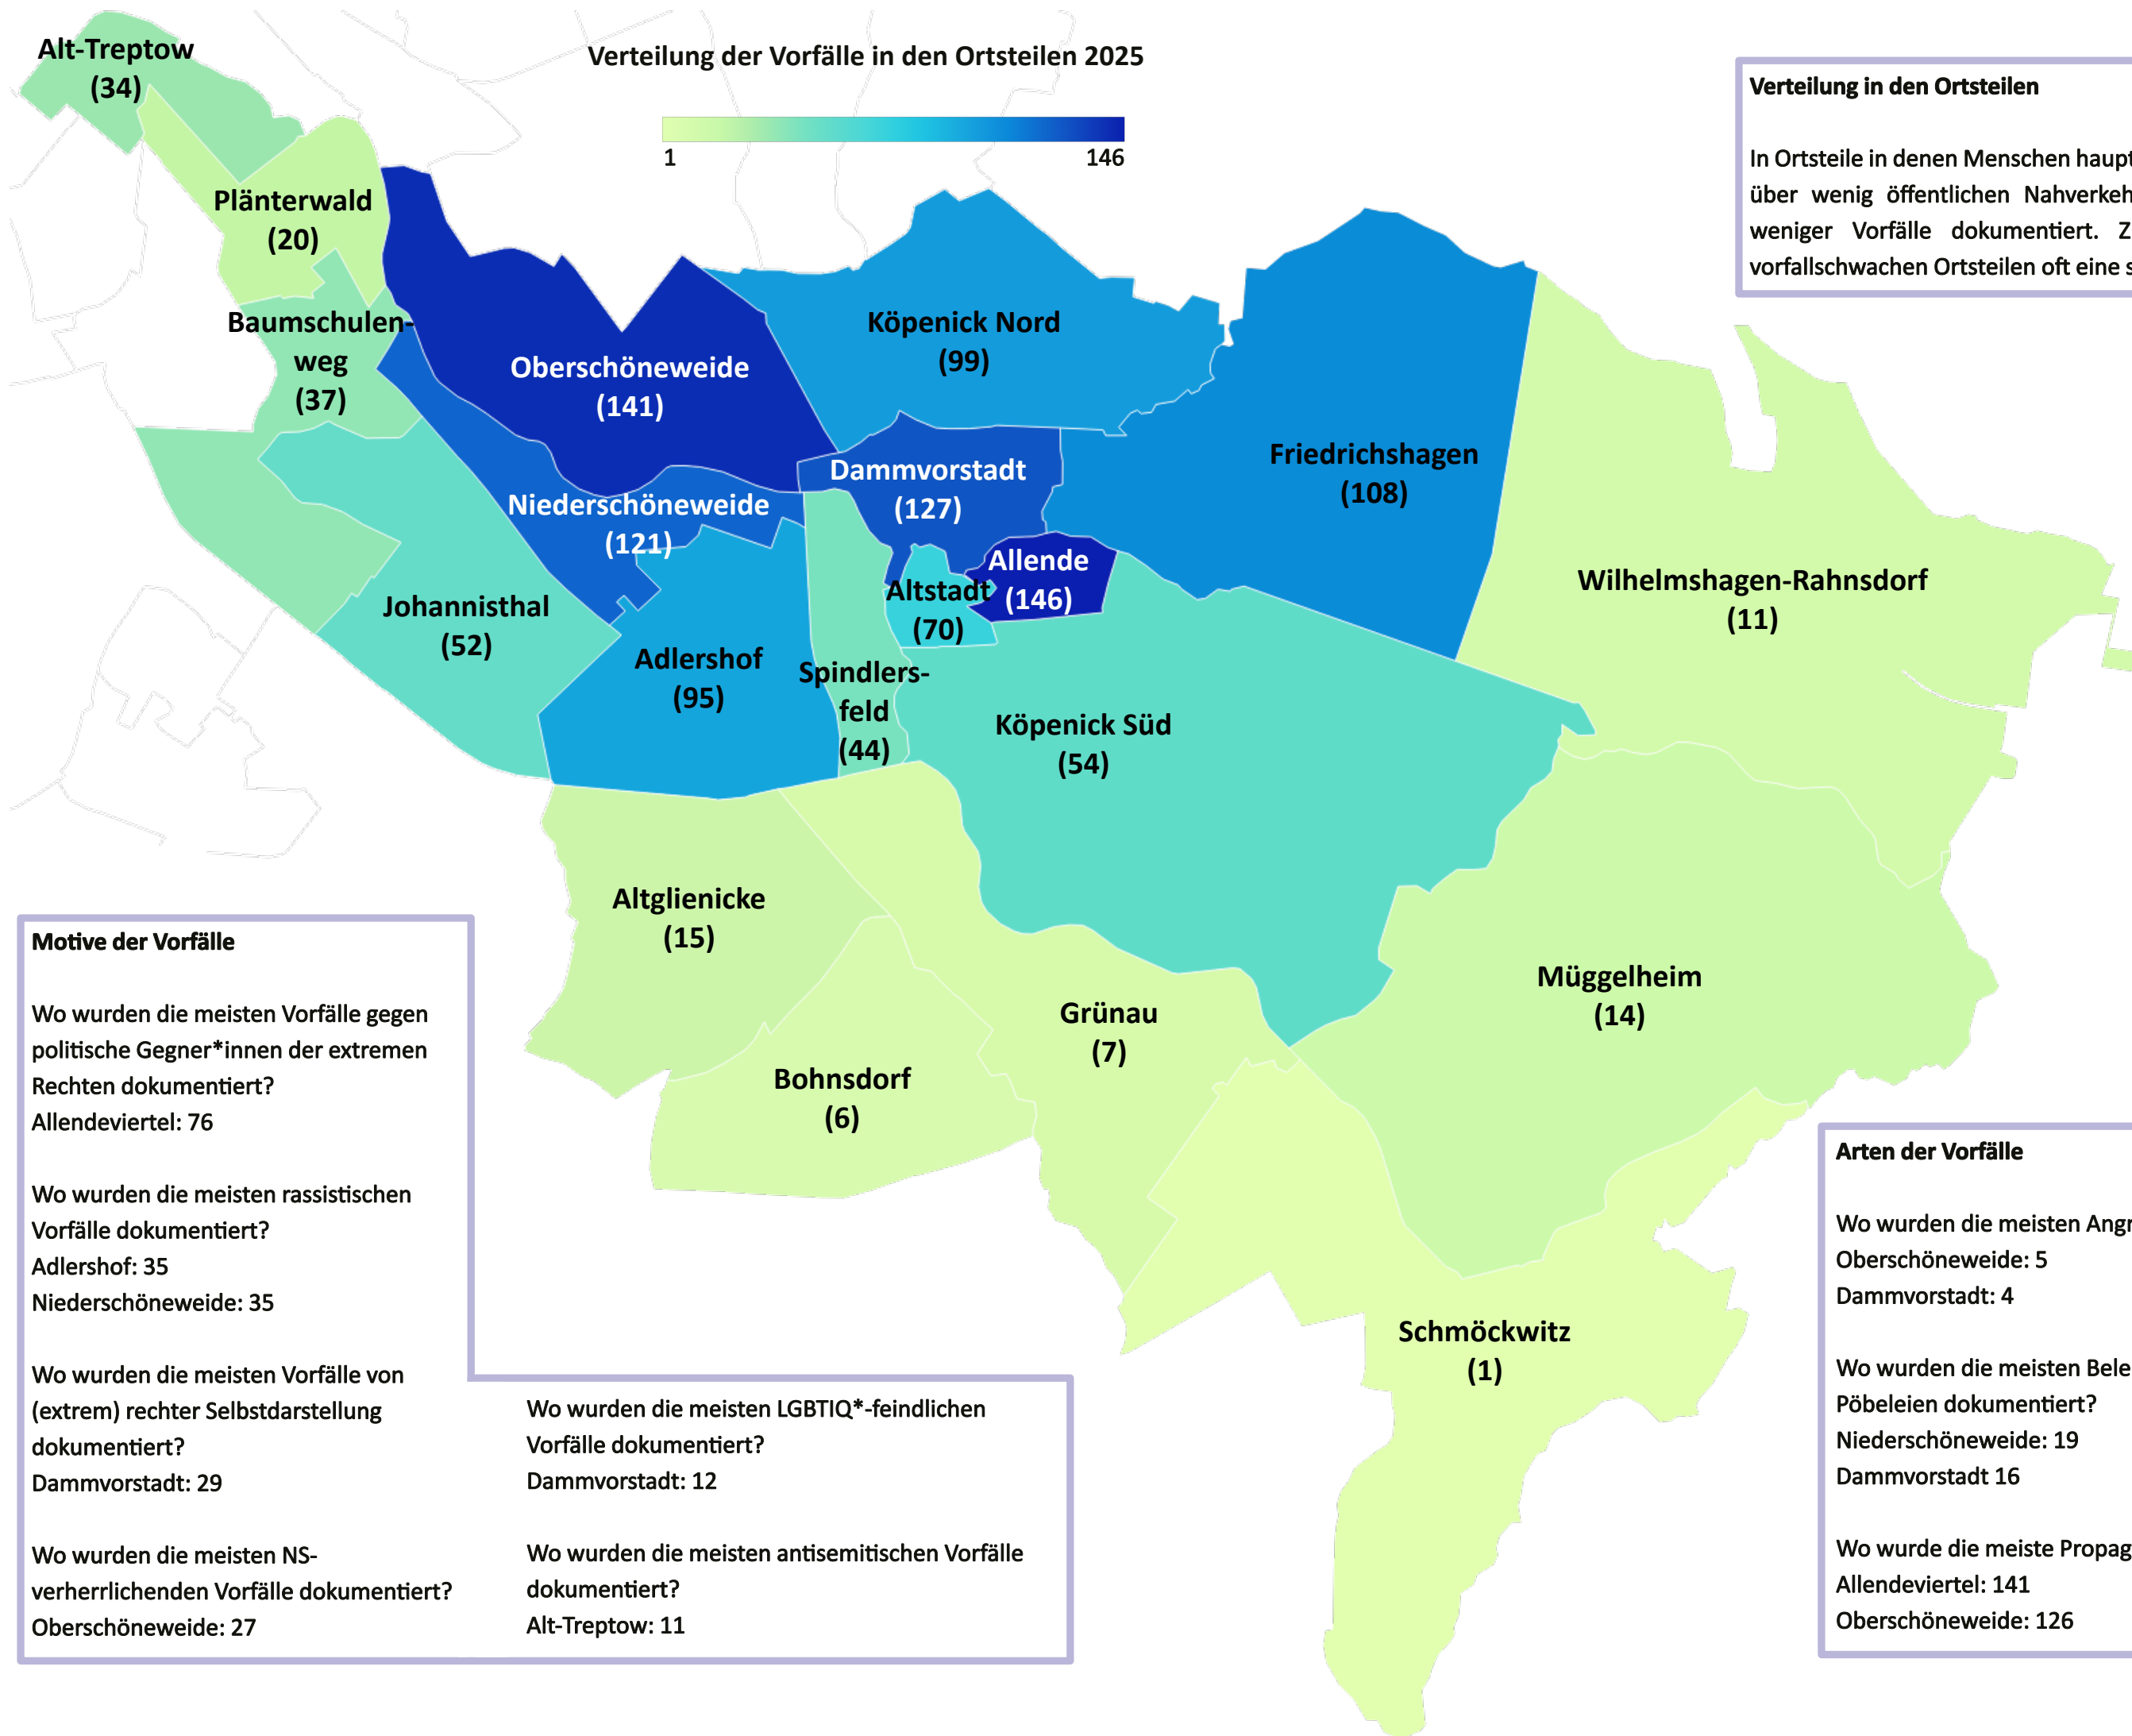 Verteilung der Vorfälle in den Ortsteilen 2025
1
146
Alt-Treptow
(34)
Plänterwald
(20)
Baumschulen-
weg
(37)
Oberschöneweide
(141)
Köpenick Nord
(99)
Friedrichshagen
(108)
Dammvorstadt
(127)
Niederschöneweide
(121)
Allende
(146)
Altstadt
(70)
Wilhelmshagen-Rahnsdorf
(11)
Johannisthal
(52)
Adlershof
(95)
Spindlers-
feld
(44)
Köpenick Süd
(54)
Altglienicke
(15)
Müggelheim
(14)
Grünau
(7)
Bohnsdorf
(6)
Schmöckwitz
(1)
Verteilung in den Ortsteilen
In Ortsteile in denen Menschen haupt
über wenig öffentlichen Nahverkeh
weniger Vorfälle dokumentiert. Z
vorfallschwachen Ortsteilen oft eine s
Motive der Vorfälle
Wo wurden die meisten Vorfälle gegen
politische Gegner*innen der extremen
Rechten dokumentiert?
Allendeviertel: 76
Wo wurden die meisten rassistischen
Vorfälle dokumentiert?
Adlershof: 35
Niederschöneweide: 35
Wo wurden die meisten Vorfälle von
(extrem) rechter Selbstdarstellung
dokumentiert?
Dammvorstadt: 29
Wo wurden die meisten NS-
verherrlichenden Vorfälle dokumentiert?
Oberschöneweide: 27
Wo wurden die meisten LGBTIQ*-feindlichen
Vorfälle dokumentiert?
Dammvorstadt: 12
Wo wurden die meisten antisemitischen Vorfälle
dokumentiert?
Alt-Treptow: 11
Arten der Vorfälle
Wo wurden die meisten Angr
Oberschöneweide: 5
Dammvorstadt: 4
Wo wurden die meisten Bele
Pöbeleien dokumentiert?
Niederschöneweide: 19
Dammvorstadt 16
Wo wurde die meiste Propag
Allendeviertel: 141
Oberschöneweide: 126